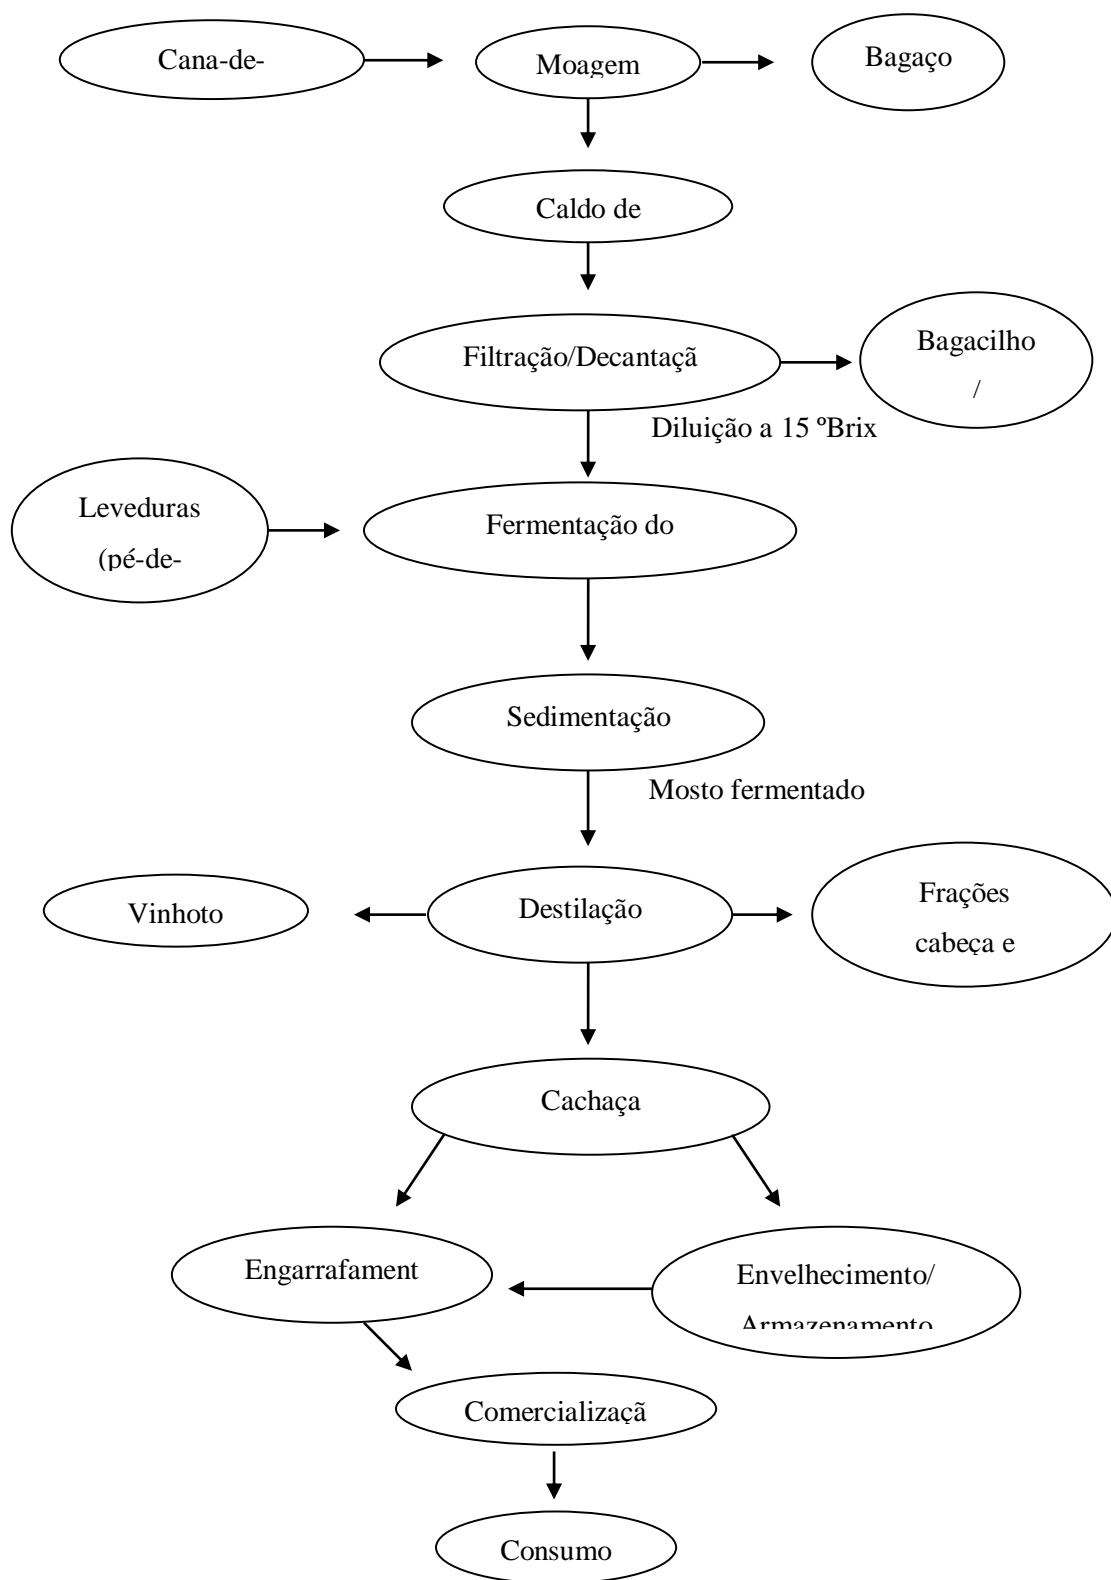 Cana-de-
Moagem
Bagaço
Caldo de
Filtração/Decantaçã
Bagacilho
/
Diluição a 15 ºBrix
Leveduras
(pé-de-
Fermentação do
Sedimentação
Mosto fermentado
Vinhoto
Destilação
Frações
cabeça e
Cachaça
Engarrafament
Envelhecimento/
Armazenamento
Comercializaçã
Consumo